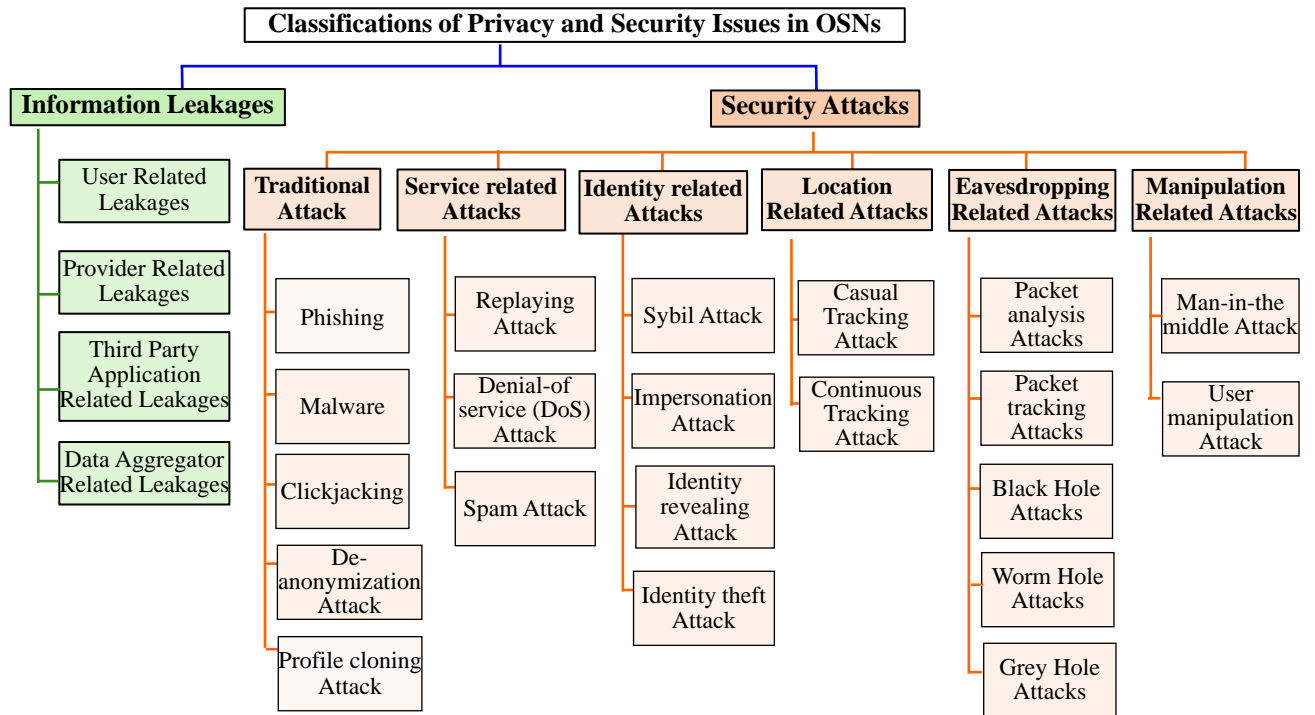 Classifications of Privacy and Security Issues in OSNs
Information Leakages
Security Attacks
User Related
Leakages
Provider Related
Leakages
Third Party
Application
Related Leakages
Data Aggregator
Related Leakages
Traditional
Attack
Phishing
Malware
Clickjacking
De-
anonymization
Attack
Profile cloning
Attack
Service related
Attacks
Replaying
Attack
Denial-of
service (DoS)
Attack
Spam Attack
Identity related
Attacks
Sybil Attack
Impersonation
Attack
Identity
revealing
Attack
Identity theft
Attack
Location
Related Attacks
Casual
Tracking
Attack
Continuous
Tracking
Attack
Eavesdropping
Related Attacks
Packet
analysis
Attacks
Packet
tracking
Attacks
Black Hole
Attacks
Worm Hole
Attacks
Grey Hole
Attacks
Manipulation
Related Attacks
Man-in-the
middle Attack
User
manipulation
Attack